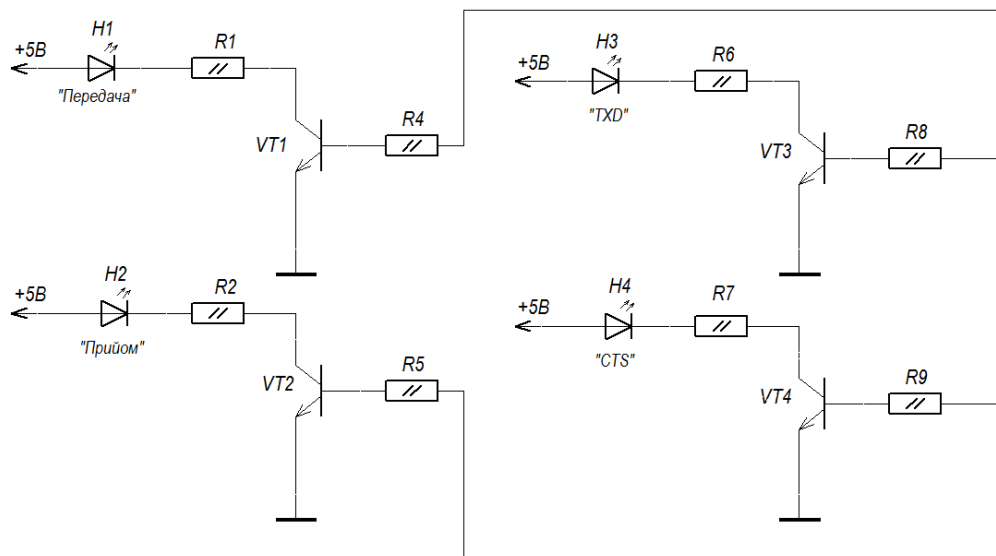 H1
R1
+5В
"Передача"
VT1
R4
H3
R6
+5В
"TXD"
VT3
R8
H2
R2
+5В
"Прийом"
VT2
R5
H4
R7
+5В
"CTS"
VT4
R9